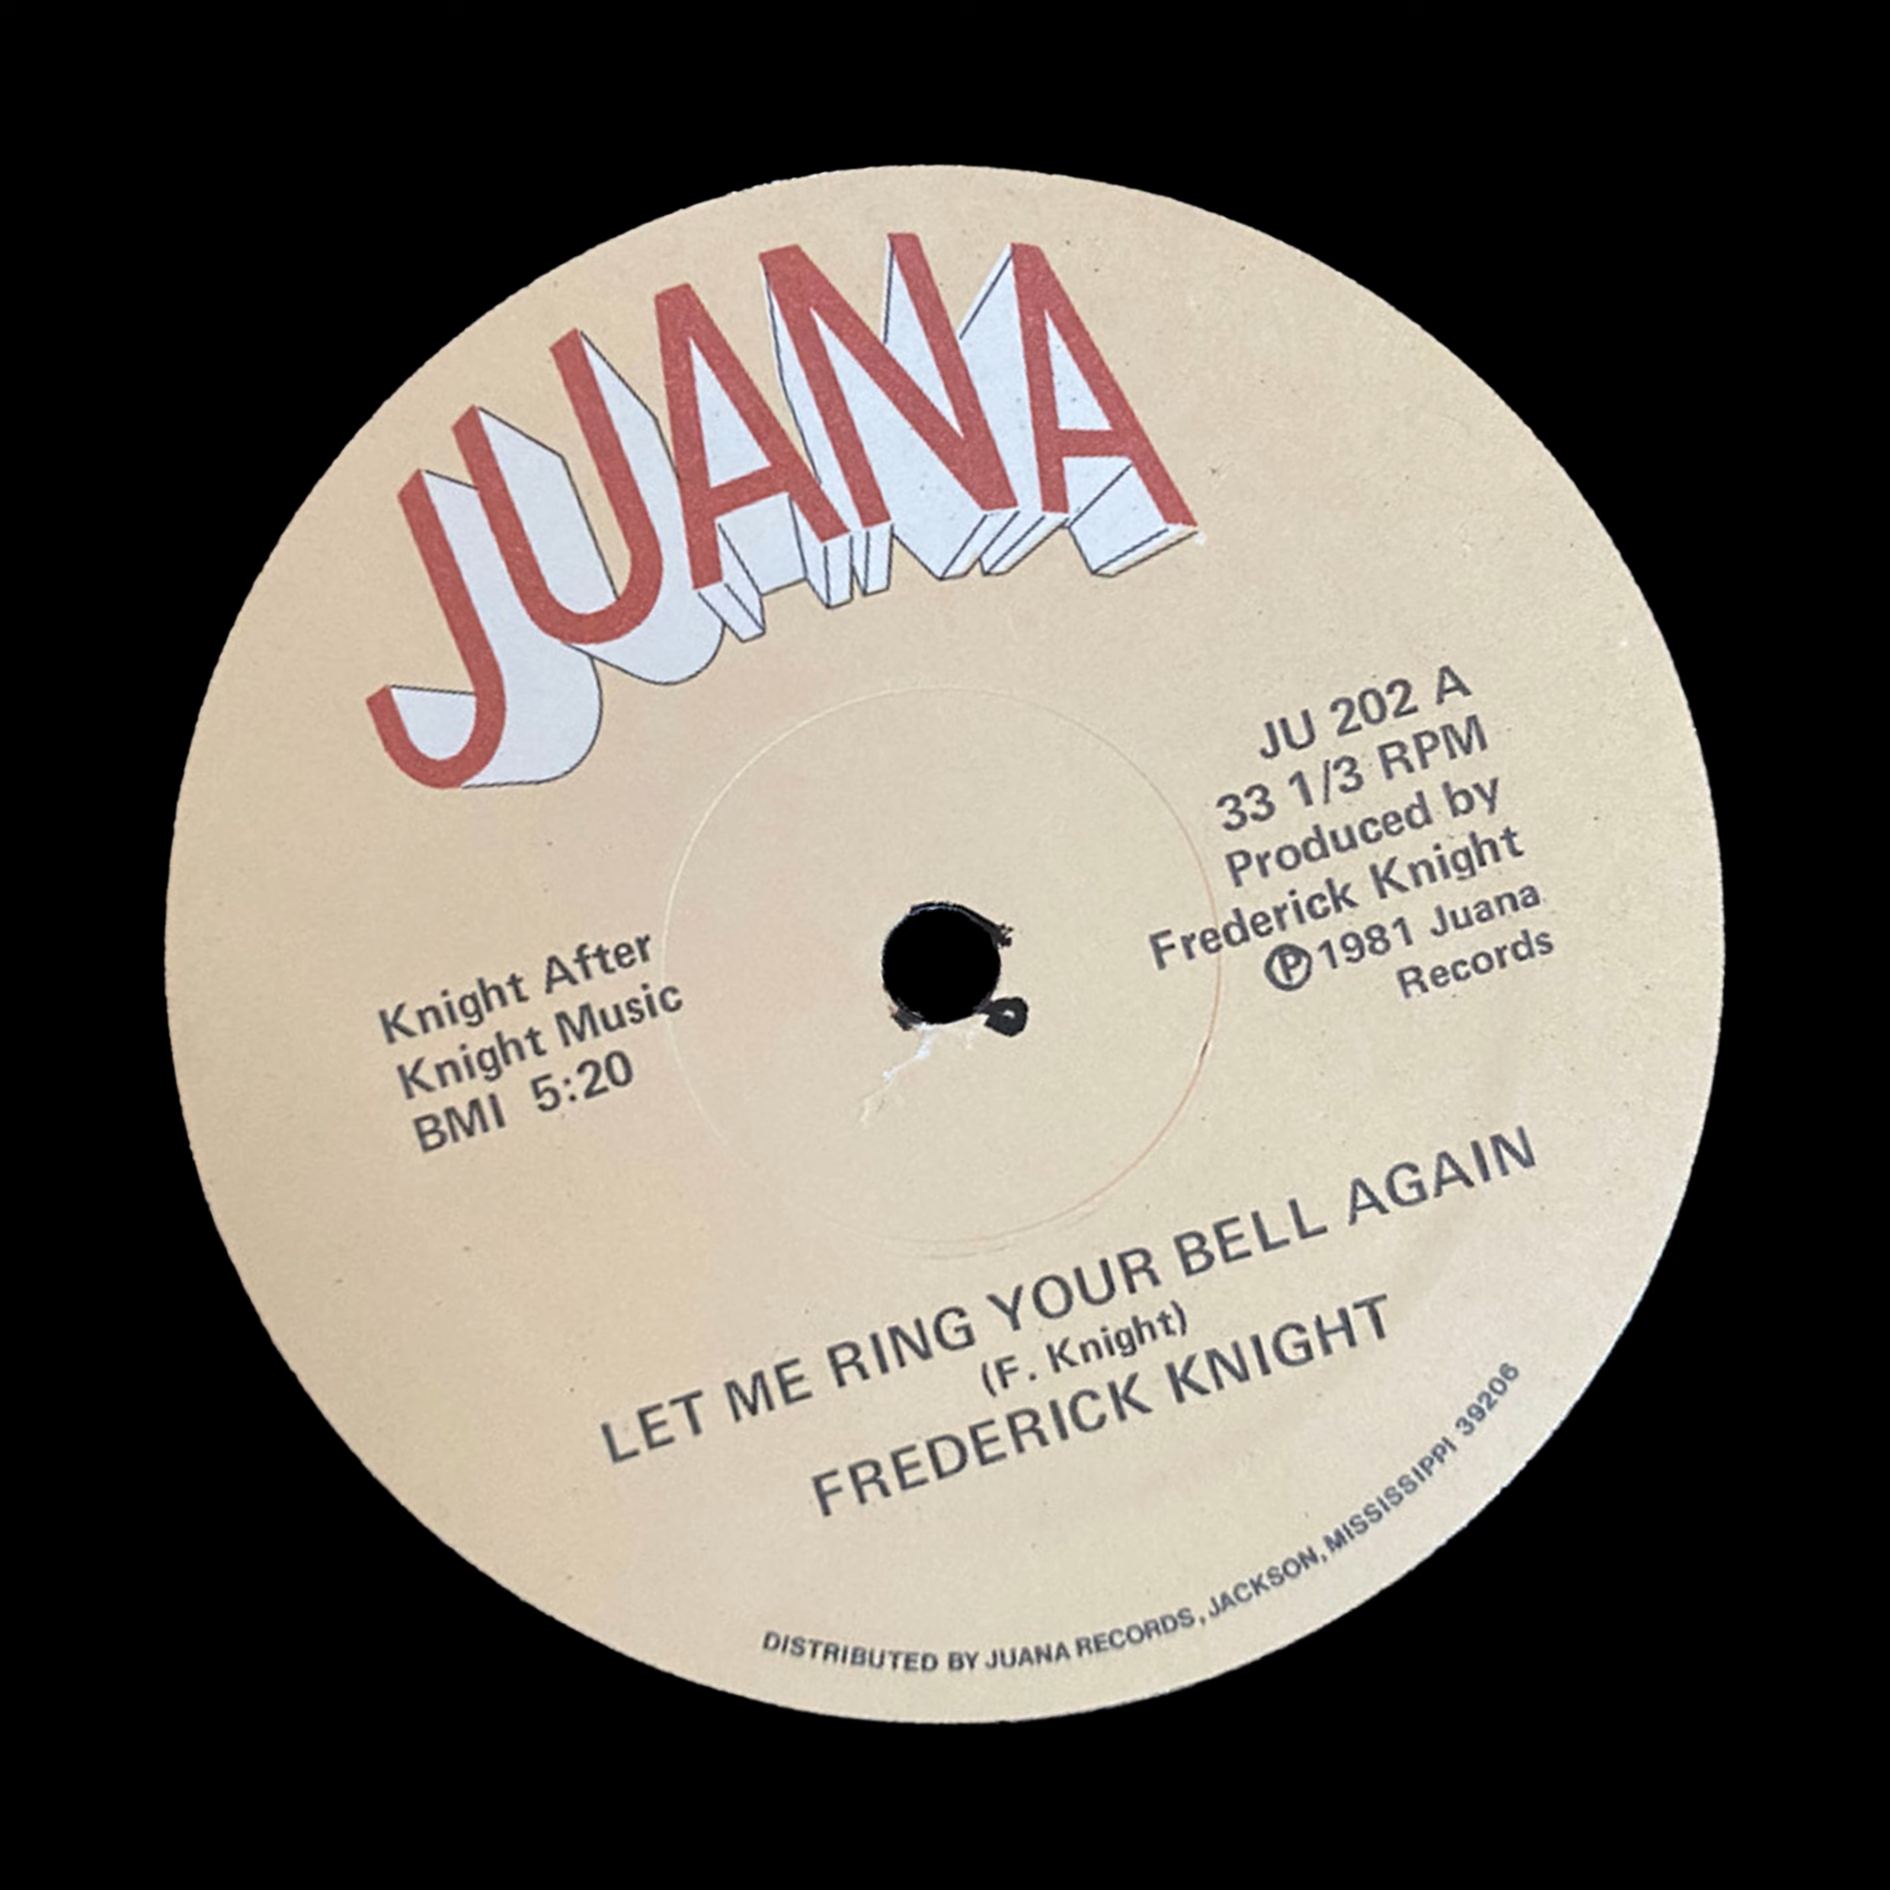 JUANA
JU 202 A
33 1/3 RPM
Produced by
Frederick Knight
℗1981 Juana
Records
Knight After
Knight Music
BMI 5:20
LET ME RING YOUR BELL AGAIN
(F. Knight)
FREDERICK KNIGHT
DISTRIBUTED BY JUANA RECORDS, JACKSON, MISSISSIPPI 39206